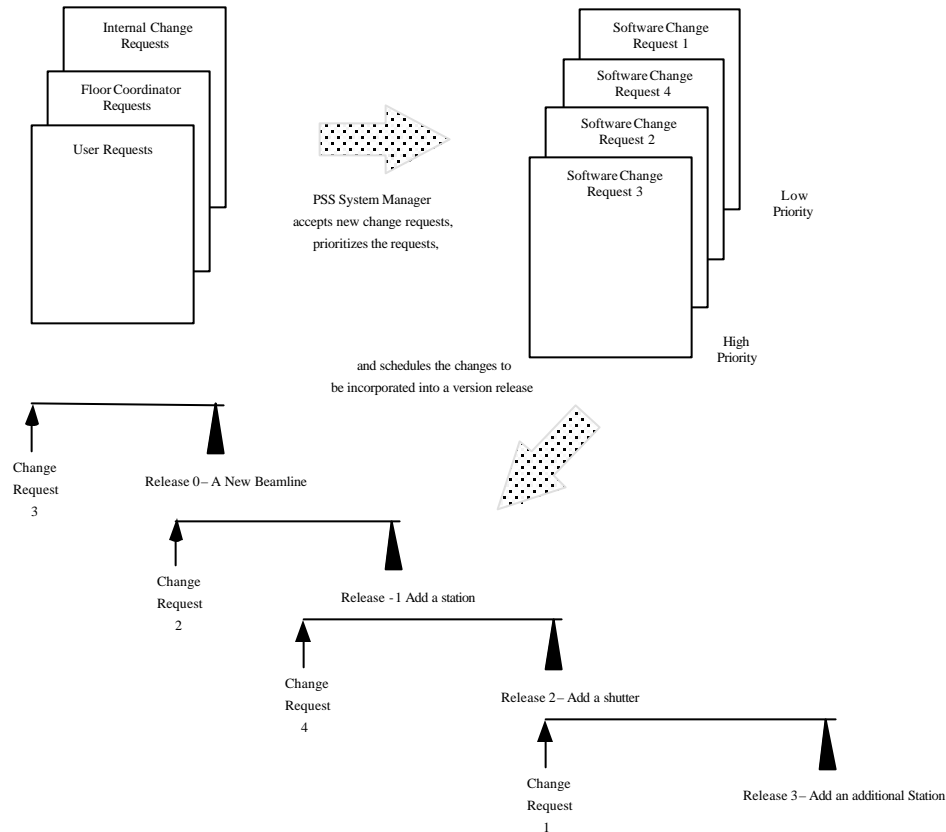 Internal Change
Requests
Floor Coordinator
Requests
User Requests
PSS System Manager
accepts new change requests,
prioritizes the requests,
Software Change
Request 1
Software Change
Request 4
Software Change
Request 2
Software Change
Request 3
Low
Priority
High
Priority
and schedules the changes to
be incorporated into a version release
Change
Request
3
Release 0– A New Beamline
Change
Request
2
Release -1 Add a station
Change
Request
4
Release 2– Add a shutter
Change
Request
1
Release 3– Add an additional Station